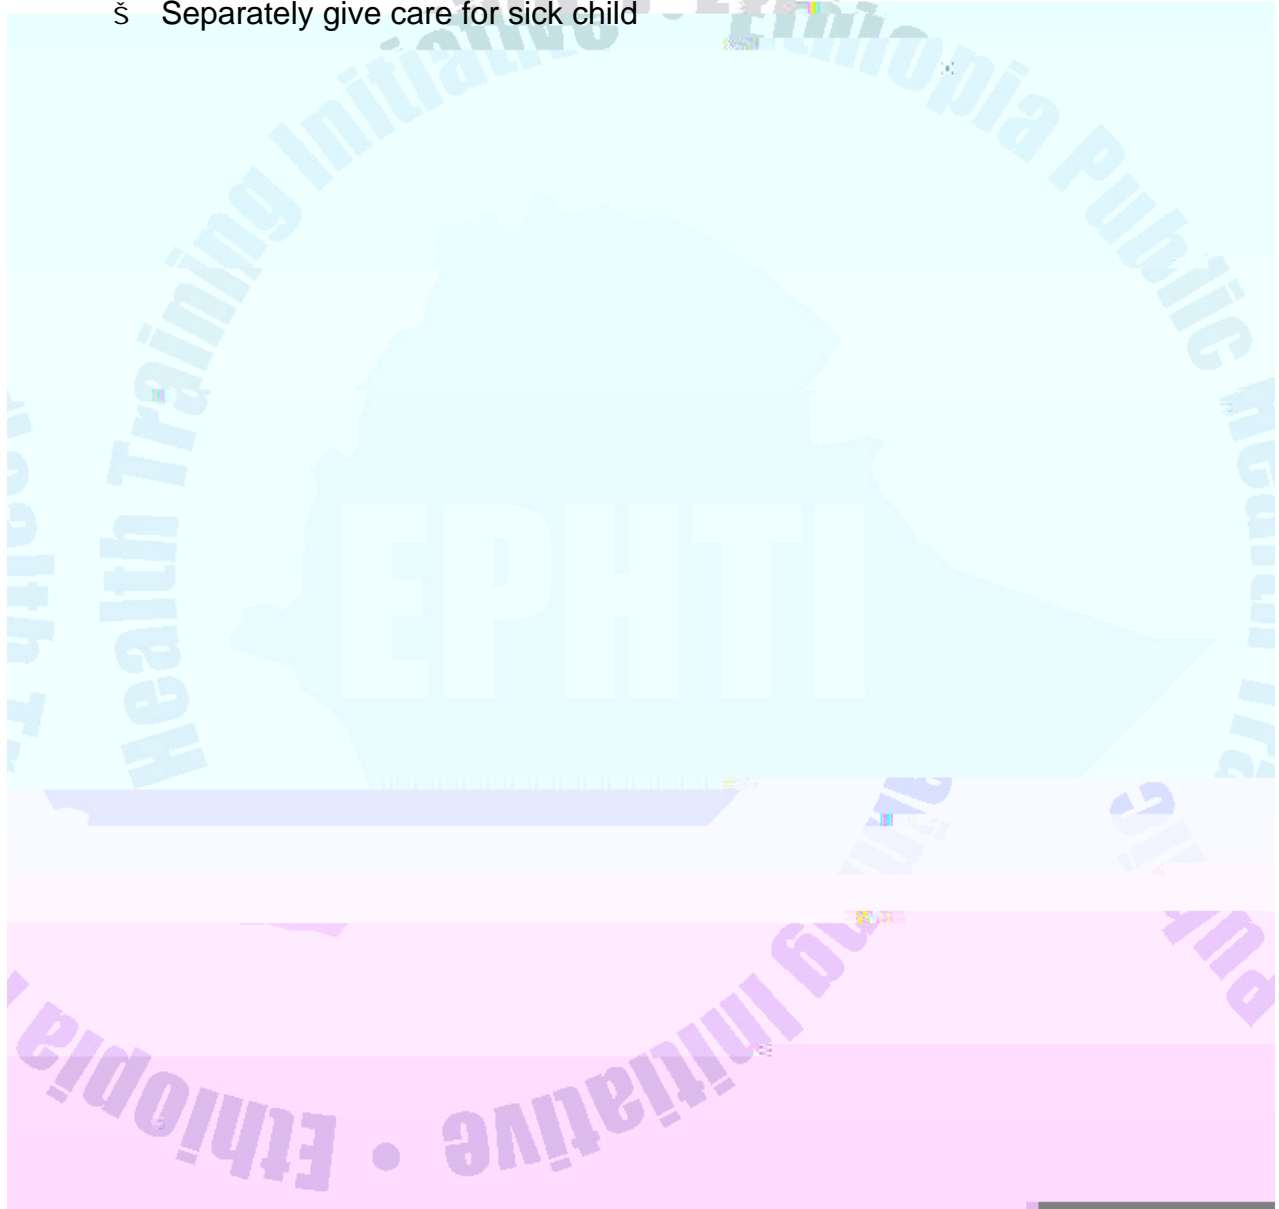 š Separately give care for sick child
Ethiopia Public Health Training Initiative •
EPHTI